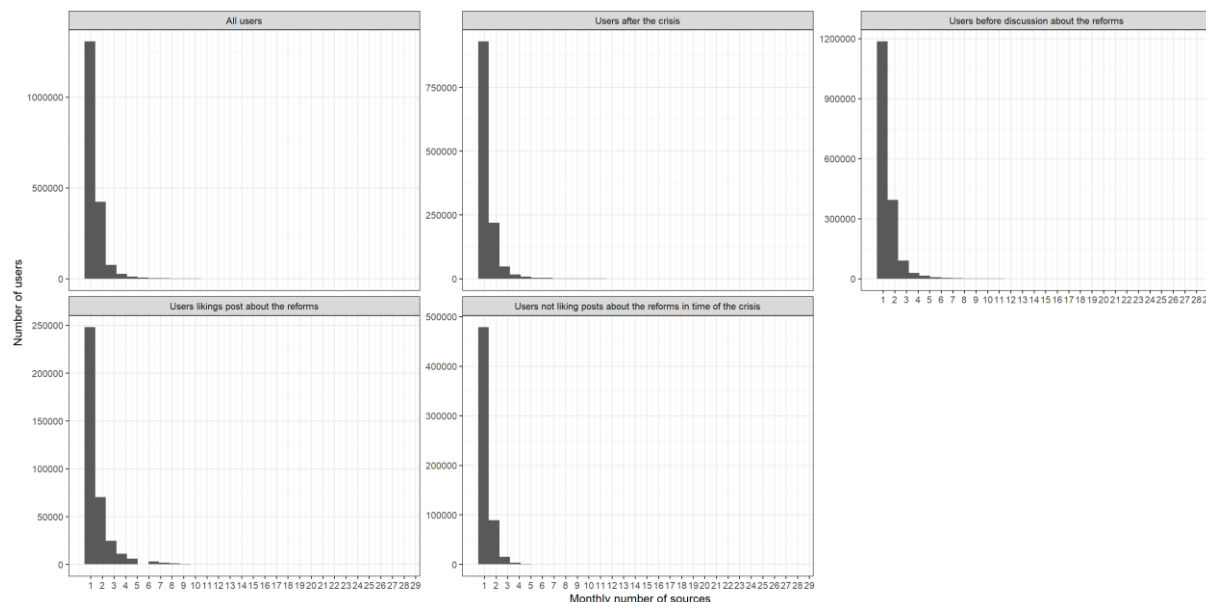 All users
Users after the crisis
Users before discussion about the reforms
Number of users
1000000
500000
0
750000
500000
250000
0
1200000
900000
600000
300000
0
1 2 3 4 5 6 7 8 9 10 11 12 13 14 15 16 17 18 19 20 21 22 23 24 25 26 27 28 2
Users likings post about the reforms
Users not liking posts about the reforms in time of the crisis
250000
200000
150000
100000
50000
0
500000
400000
300000
200000
100000
0
1 2 3 4 5 6 7 8 9 10 11 12 13 14 15 16 17 18 19 20 21 22 23 24 25 26 27 28 29
1 2 3 4 5 6 7 8 9 10 11 12 13 14 15 16 17 18 19 20 21 22 23 24 25 26 27 28 29
Monthly number of sources